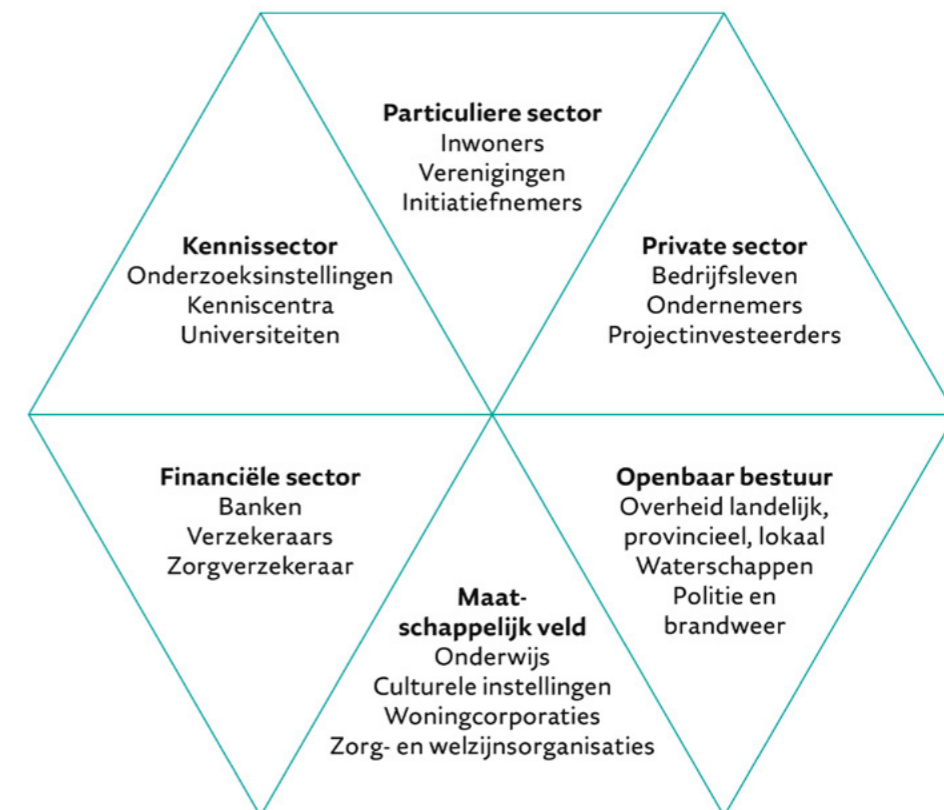 Particuliere sector
Inwoners
Verenigingen
Initiatiefnemers
Kennissector
Onderzoeksinstellingen
Kenniscentra
Universiteiten
Private sector
Bedrijfsleven
Ondernemers
Projectinvesteerders
Financiële sector
Banken
Verzekeraars
Zorgverzekeraar
Maat-
schappelijk veld
Onderwijs
Culturele instellingen
Woningcorporaties
Zorg- en welzijnsorganisaties
Openbaar bestuur
Overheid landelijk,
provincieel, lokaal
Waterschappen
Politie en
brandweer